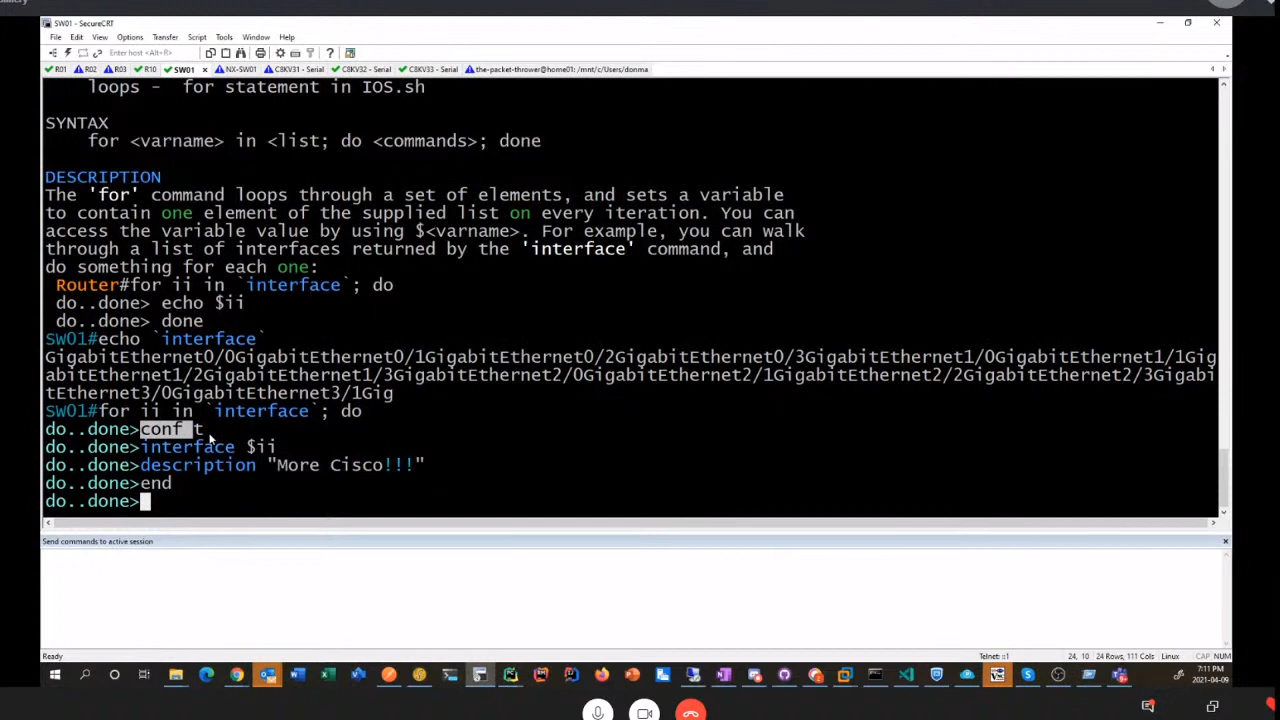 SW01 - SecureCRT
File Edit View Options Transfer Script Tools Window Help
Enter host <Alt+R>
R01 R02 R03 R10 SW01 × NX-SW01 C8KV31 - Serial C8KV32 - Serial C8KV33 - Serial the-packet-thrower@home01: /mnt/c/Users/donma
loops - for statement in IOS.sh
SYNTAX
for <varname> in <list; do <commands>; done
DESCRIPTION
The 'for' command loops through a set of elements, and sets a variable
to contain one element of the supplied list on every iteration. You can
access the variable value by using $<varname>. For example, you can walk
through a list of interfaces returned by the 'interface' command, and
do something for each one:
Router#for ii in `interface`; do
do..done> echo $ii
do..done> done
SW01#echo `interface`
GigabitEthernet0/0GigabitEthernet0/1GigabitEthernet0/2GigabitEthernet0/3GigabitEthernet1/0GigabitEthernet1/1Gig
abitEthernet1/2GigabitEthernet1/3GigabitEthernet2/0GigabitEthernet2/1GigabitEthernet2/2GigabitEthernet2/3Gigabi
tEthernet3/0GigabitEthernet3/1Gig
SW01#for ii in `interface`; do
do..done>conf t
do..done>interface $ii
do..done>description "More Cisco!!!"
do..done>end
do..done>
Send commands to active session
Ready Telnet: ::1 24, 10 24 Rows, 111 Cols Linux CAP NUM
7:11 PM
2021-04-09